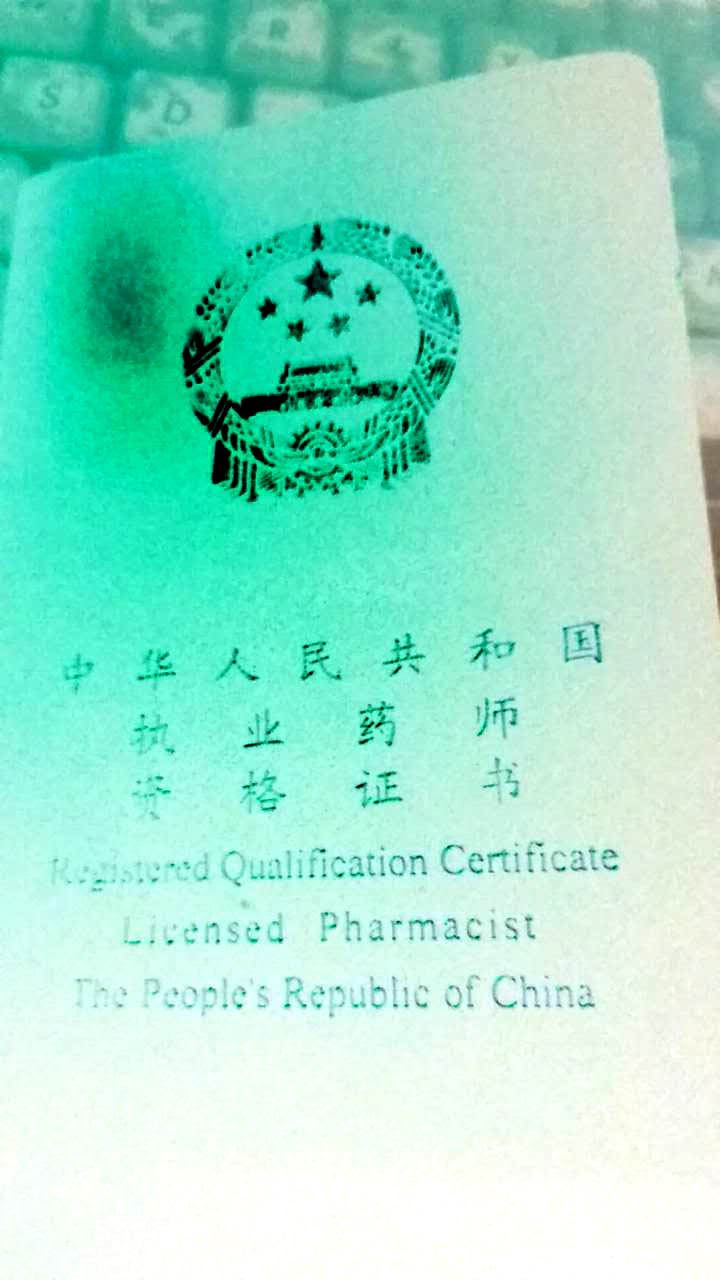 S D
中华人民共和国
执业药师
资格证书
Registered Qualification Certificate
Licensed Pharmacist
The People's Republic of China